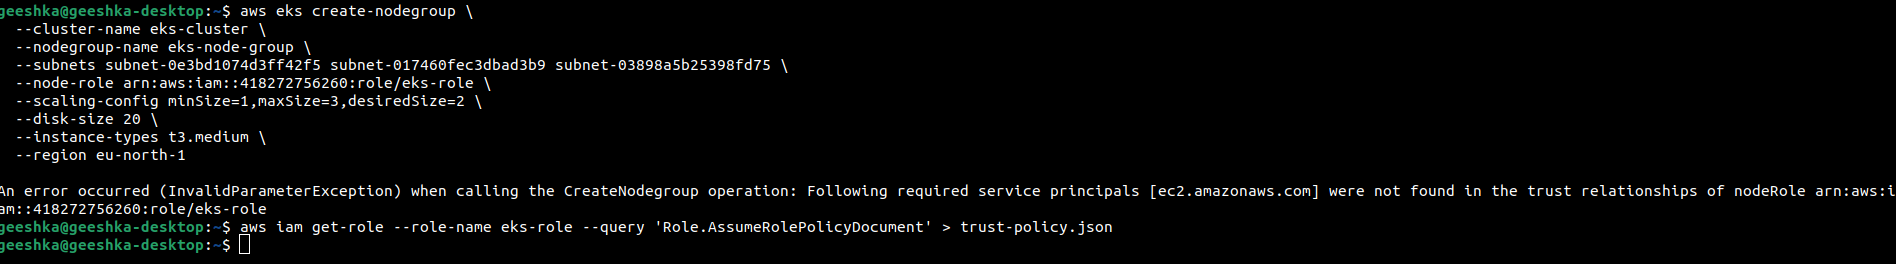 geeshka@geeshka-desktop:~$ aws eks create-nodegroup \
  --cluster-name eks-cluster \
  --nodegroup-name eks-node-group \
  --subnets subnet-0e3bd1074d3ff42f5 subnet-017460fec3dbad3b9 subnet-03898a5b25398fd75 \
  --node-role arn:aws:iam::418272756260:role/eks-role \
  --scaling-config minSize=1,maxSize=3,desiredSize=2 \
  --disk-size 20 \
  --instance-types t3.medium \
  --region eu-north-1
An error occurred (InvalidParameterException) when calling the CreateNodegroup operation: Following required service principals [ec2.amazonaws.com] were not found in the trust relationships of nodeRole arn:aws:i
am::418272756260:role/eks-role
geeshka@geeshka-desktop:~$ aws iam get-role --role-name eks-role --query 'Role.AssumeRolePolicyDocument' > trust-policy.json
geeshka@geeshka-desktop:~$